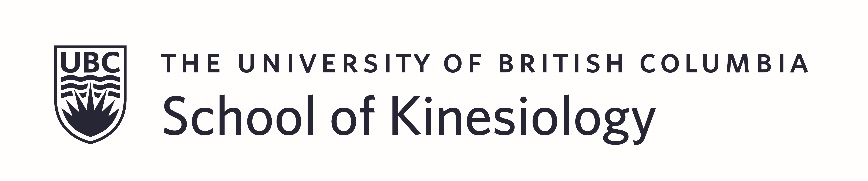 UBC
THE UNIVERSITY OF BRITISH COLUMBIA
School of Kinesiology